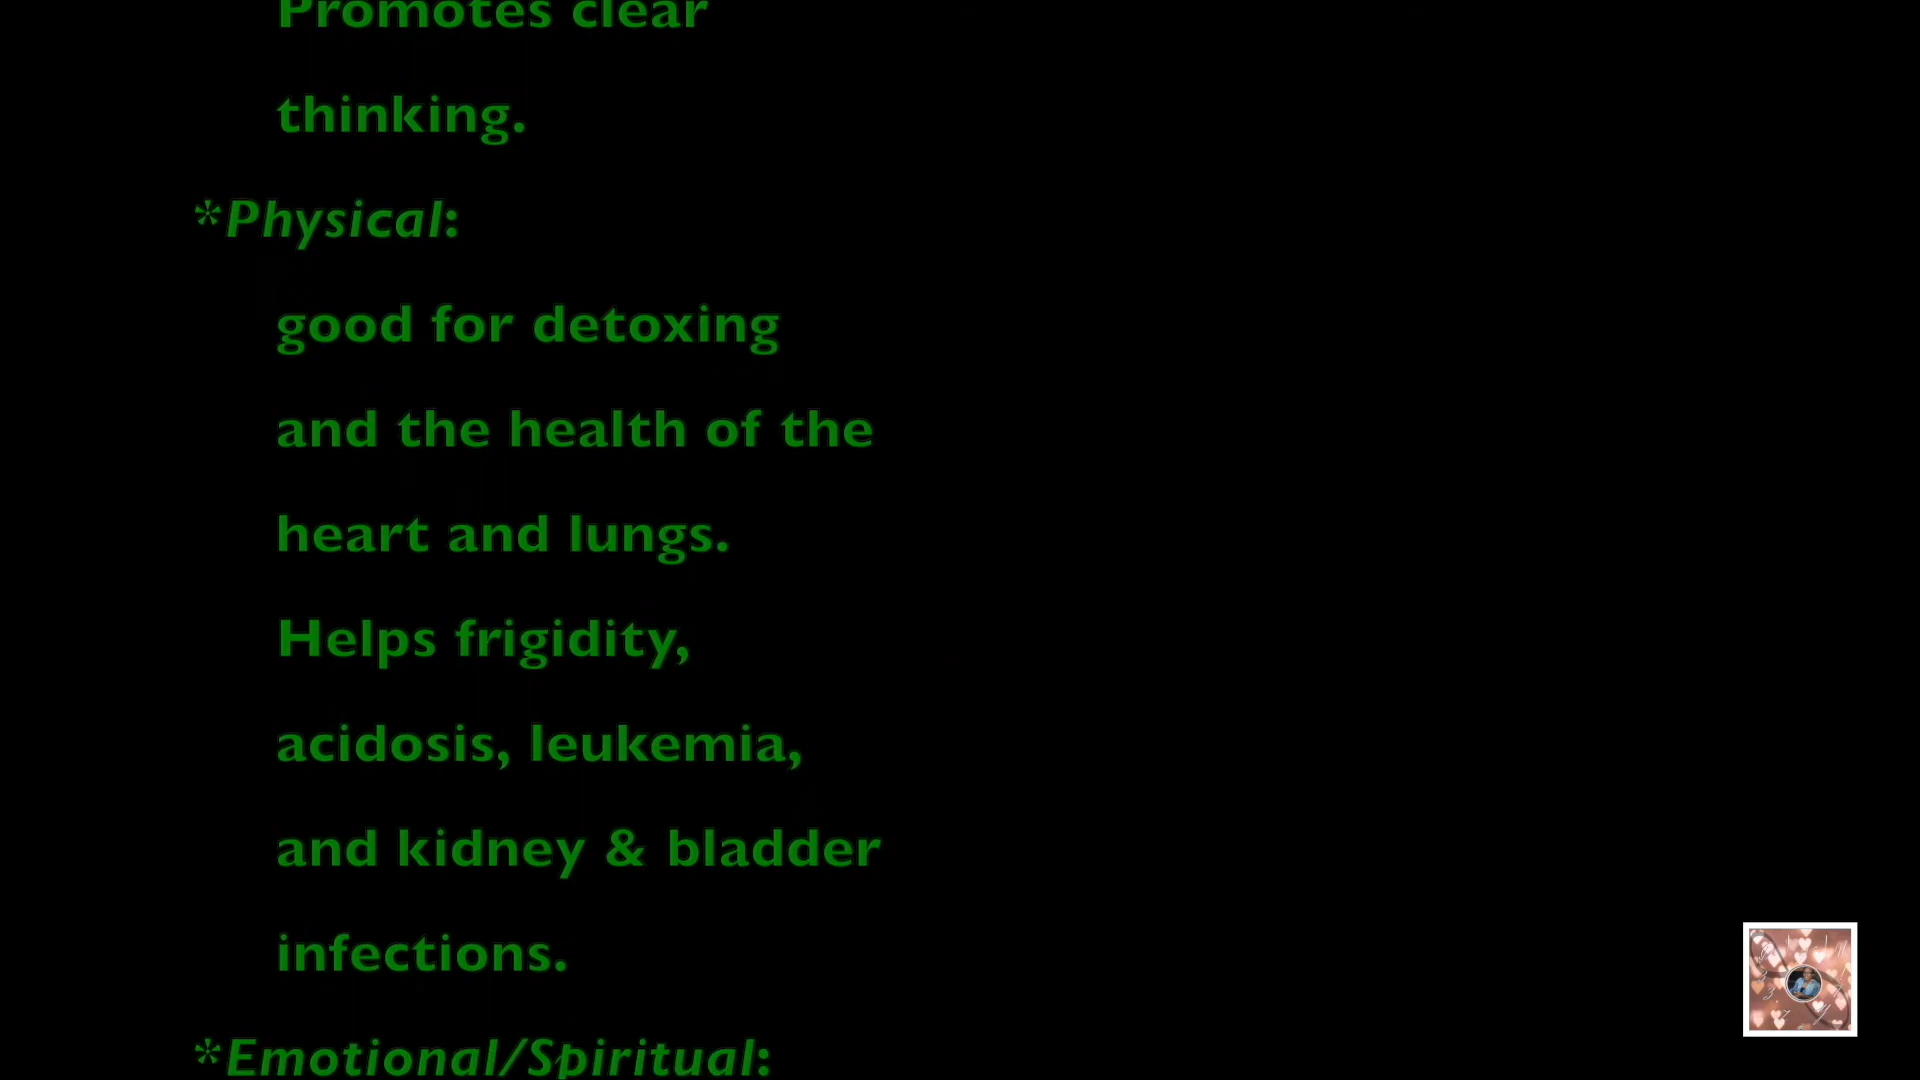 Promotes clear
thinking.
*Physical:
good for detoxing
and the health of the
heart and lungs.
Helps frigidity,
acidosis, leukemia,
and kidney & bladder
infections.
*Emotional/Spiritual: